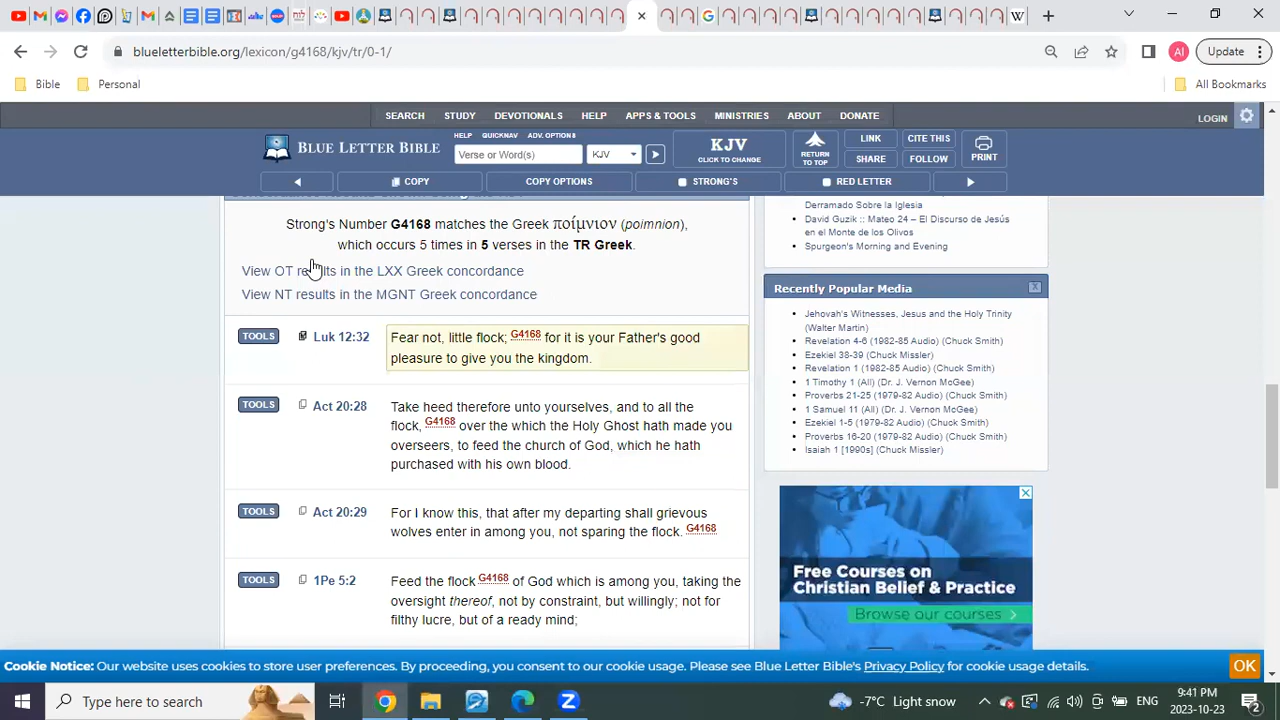 Update
blueletterbible.org/lexicon/g4168/kjv/tr/0-1/
Bible
Personal
All Bookmarks
SEARCH STUDY DEVOTIONALS HELP APPS & TOOLS MINISTRIES ABOUT DONATE
LOGIN
BLUE LETTER BIBLE
HELP QUICKNAV ADV. OPTIONS
Verse or Word(s)
KJV
KJV
CLICK TO CHANGE
RETURN
TO TOP
LINK
CITE THIS
SHARE
FOLLOW
PRINT
COPY
COPY OPTIONS
STRONG'S
RED LETTER
Strong's Number G4168 matches the Greek ποίμνιον (poimnion),
which occurs 5 times in 5 verses in the TR Greek.
View OT results in the LXX Greek concordance
View NT results in the MGNT Greek concordance
TOOLS
Luk 12:32
Fear not, little flock; G4168 for it is your Father's good
pleasure to give you the kingdom.
TOOLS
Act 20:28
Take heed therefore unto yourselves, and to all the
flock, G4168 over the which the Holy Ghost hath made you
overseers, to feed the church of God, which he hath
purchased with his own blood.
TOOLS
Act 20:29
For I know this, that after my departing shall grievous
wolves enter in among you, not sparing the flock. G4168
TOOLS
1Pe 5:2
Feed the flock G4168 of God which is among you, taking the
oversight thereof, not by constraint, but willingly; not for
filthy lucre, but of a ready mind;
Derramado Sobre la Iglesia
David Guzik :: Mateo 24 – El Discurso de Jesús
en el Monte de los Olivos
Spurgeon's Morning and Evening
Recently Popular Media
Jehovah's Witnesses, Jesus and the Holy Trinity
(Walter Martin)
Revelation 4-6 (1982-85 Audio) (Chuck Smith)
Ezekiel 38-39 (Chuck Missler)
Revelation 1 (1982-85 Audio) (Chuck Smith)
1 Timothy 1 (All) (Dr. J. Vernon McGee)
Proverbs 21-25 (1979-82 Audio) (Chuck Smith)
1 Samuel 11 (All) (Dr. J. Vernon McGee)
Ezekiel 1-5 (1979-82 Audio) (Chuck Smith)
Proverbs 16-20 (1979-82 Audio) (Chuck Smith)
Isaiah 1 [1990s] (Chuck Missler)
Free Courses on
Christian Belief & Practice
Browse our courses
Cookie Notice: Our website uses cookies to store user preferences. By proceeding, you consent to our cookie usage. Please see Blue Letter Bible's Privacy Policy for cookie usage details.
OK
Type here to search
-7°C Light snow
ENG
9:41 PM
2023-10-23
2